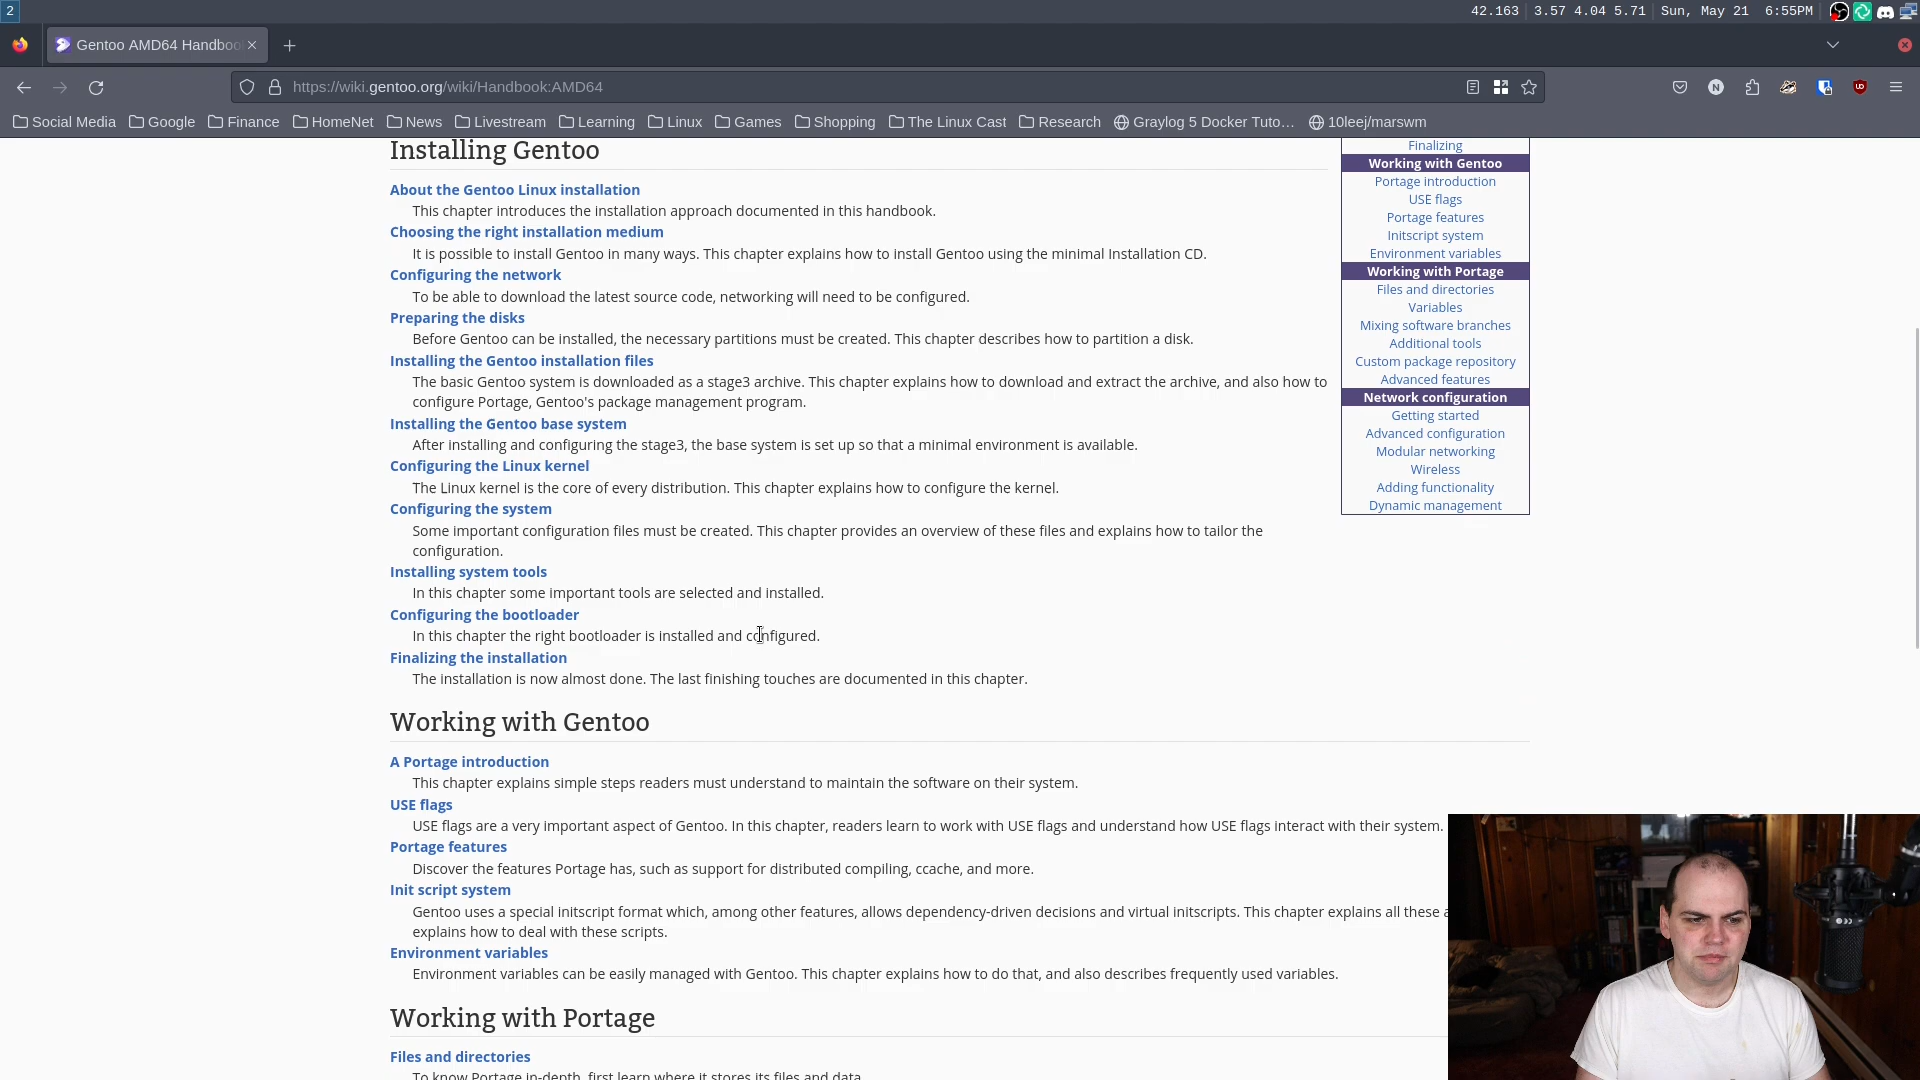 2
42.163 3.57 4.04 5.71 Sun, May 21 6:55PM
Gentoo AMD64 Handboo
https://wiki.gentoo.org/wiki/Handbook:AMD64
Social Media Google Finance HomeNet News Livestream Learning Linux Games Shopping The Linux Cast Research Graylog 5 Docker Tuto… 10leej/marswm
Installing Gentoo
About the Gentoo Linux installation
This chapter introduces the installation approach documented in this handbook.
Choosing the right installation medium
It is possible to install Gentoo in many ways. This chapter explains how to install Gentoo using the minimal Installation CD.
Configuring the network
To be able to download the latest source code, networking will need to be configured.
Preparing the disks
Before Gentoo can be installed, the necessary partitions must be created. This chapter describes how to partition a disk.
Installing the Gentoo installation files
The basic Gentoo system is downloaded as a stage3 archive. This chapter explains how to download and extract the archive, and also how to
configure Portage, Gentoo's package management program.
Installing the Gentoo base system
After installing and configuring the stage3, the base system is set up so that a minimal environment is available.
Configuring the Linux kernel
The Linux kernel is the core of every distribution. This chapter explains how to configure the kernel.
Configuring the system
Some important configuration files must be created. This chapter provides an overview of these files and explains how to tailor the
configuration.
Installing system tools
In this chapter some important tools are selected and installed.
Configuring the bootloader
In this chapter the right bootloader is installed and configured.
Finalizing the installation
The installation is now almost done. The last finishing touches are documented in this chapter.
Working with Gentoo
A Portage introduction
This chapter explains simple steps readers must understand to maintain the software on their system.
USE flags
USE flags are a very important aspect of Gentoo. In this chapter, readers learn to work with USE flags and understand how USE flags interact with their system.
Portage features
Discover the features Portage has, such as support for distributed compiling, ccache, and more.
Init script system
Gentoo uses a special initscript format which, among other features, allows dependency-driven decisions and virtual initscripts. This chapter explains all these a
explains how to deal with these scripts.
Environment variables
Environment variables can be easily managed with Gentoo. This chapter explains how to do that, and also describes frequently used variables.
Working with Portage
Files and directories
To know Portage in-depth, first learn where it stores its files and data.
Finalizing
Working with Gentoo
Portage introduction
USE flags
Portage features
Initscript system
Environment variables
Working with Portage
Files and directories
Variables
Mixing software branches
Additional tools
Custom package repository
Advanced features
Network configuration
Getting started
Advanced configuration
Modular networking
Wireless
Adding functionality
Dynamic management